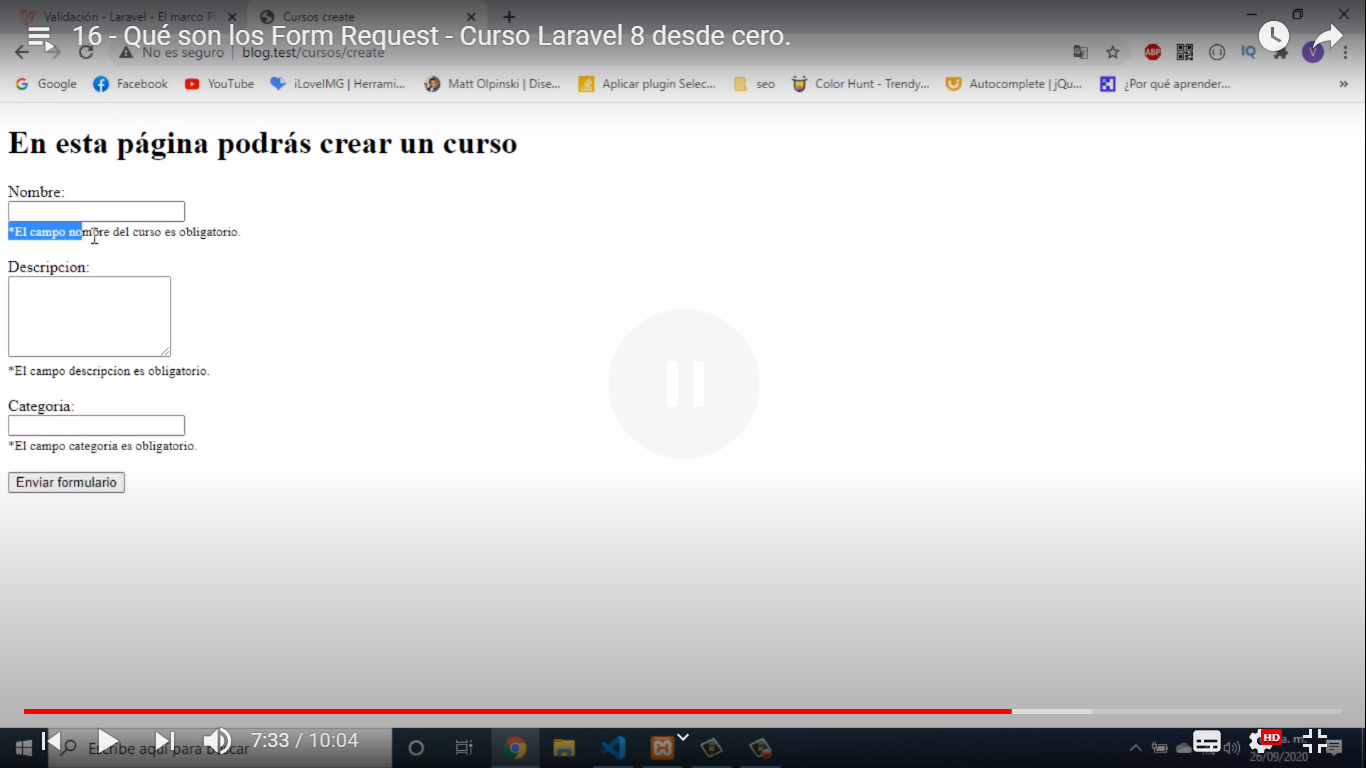 Validación - Laravel - El marco P
Cursos create
16 - Qué son los Form Request - Curso Laravel 8 desde cero.
No es seguro
blog.test/cursos/create
ABP
IQ
V
Google
Facebook
YouTube
iLoveIMG | Herrami...
Matt Olpinski | Dise...
Aplicar plugin Selec...
seo
Color Hunt - Trendy...
Autocomplete | jQu...
¿Por qué aprender...
»
En esta página podrás crear un curso
Nombre:
*El campo nombre del curso es obligatorio.
Descripcion:
*El campo descripcion es obligatorio.
Categoria:
*El campo categoria es obligatorio.
Enviar formulario
Escribe aquí para buscar
7:33 / 10:04
HD
a. m.
26/09/2020